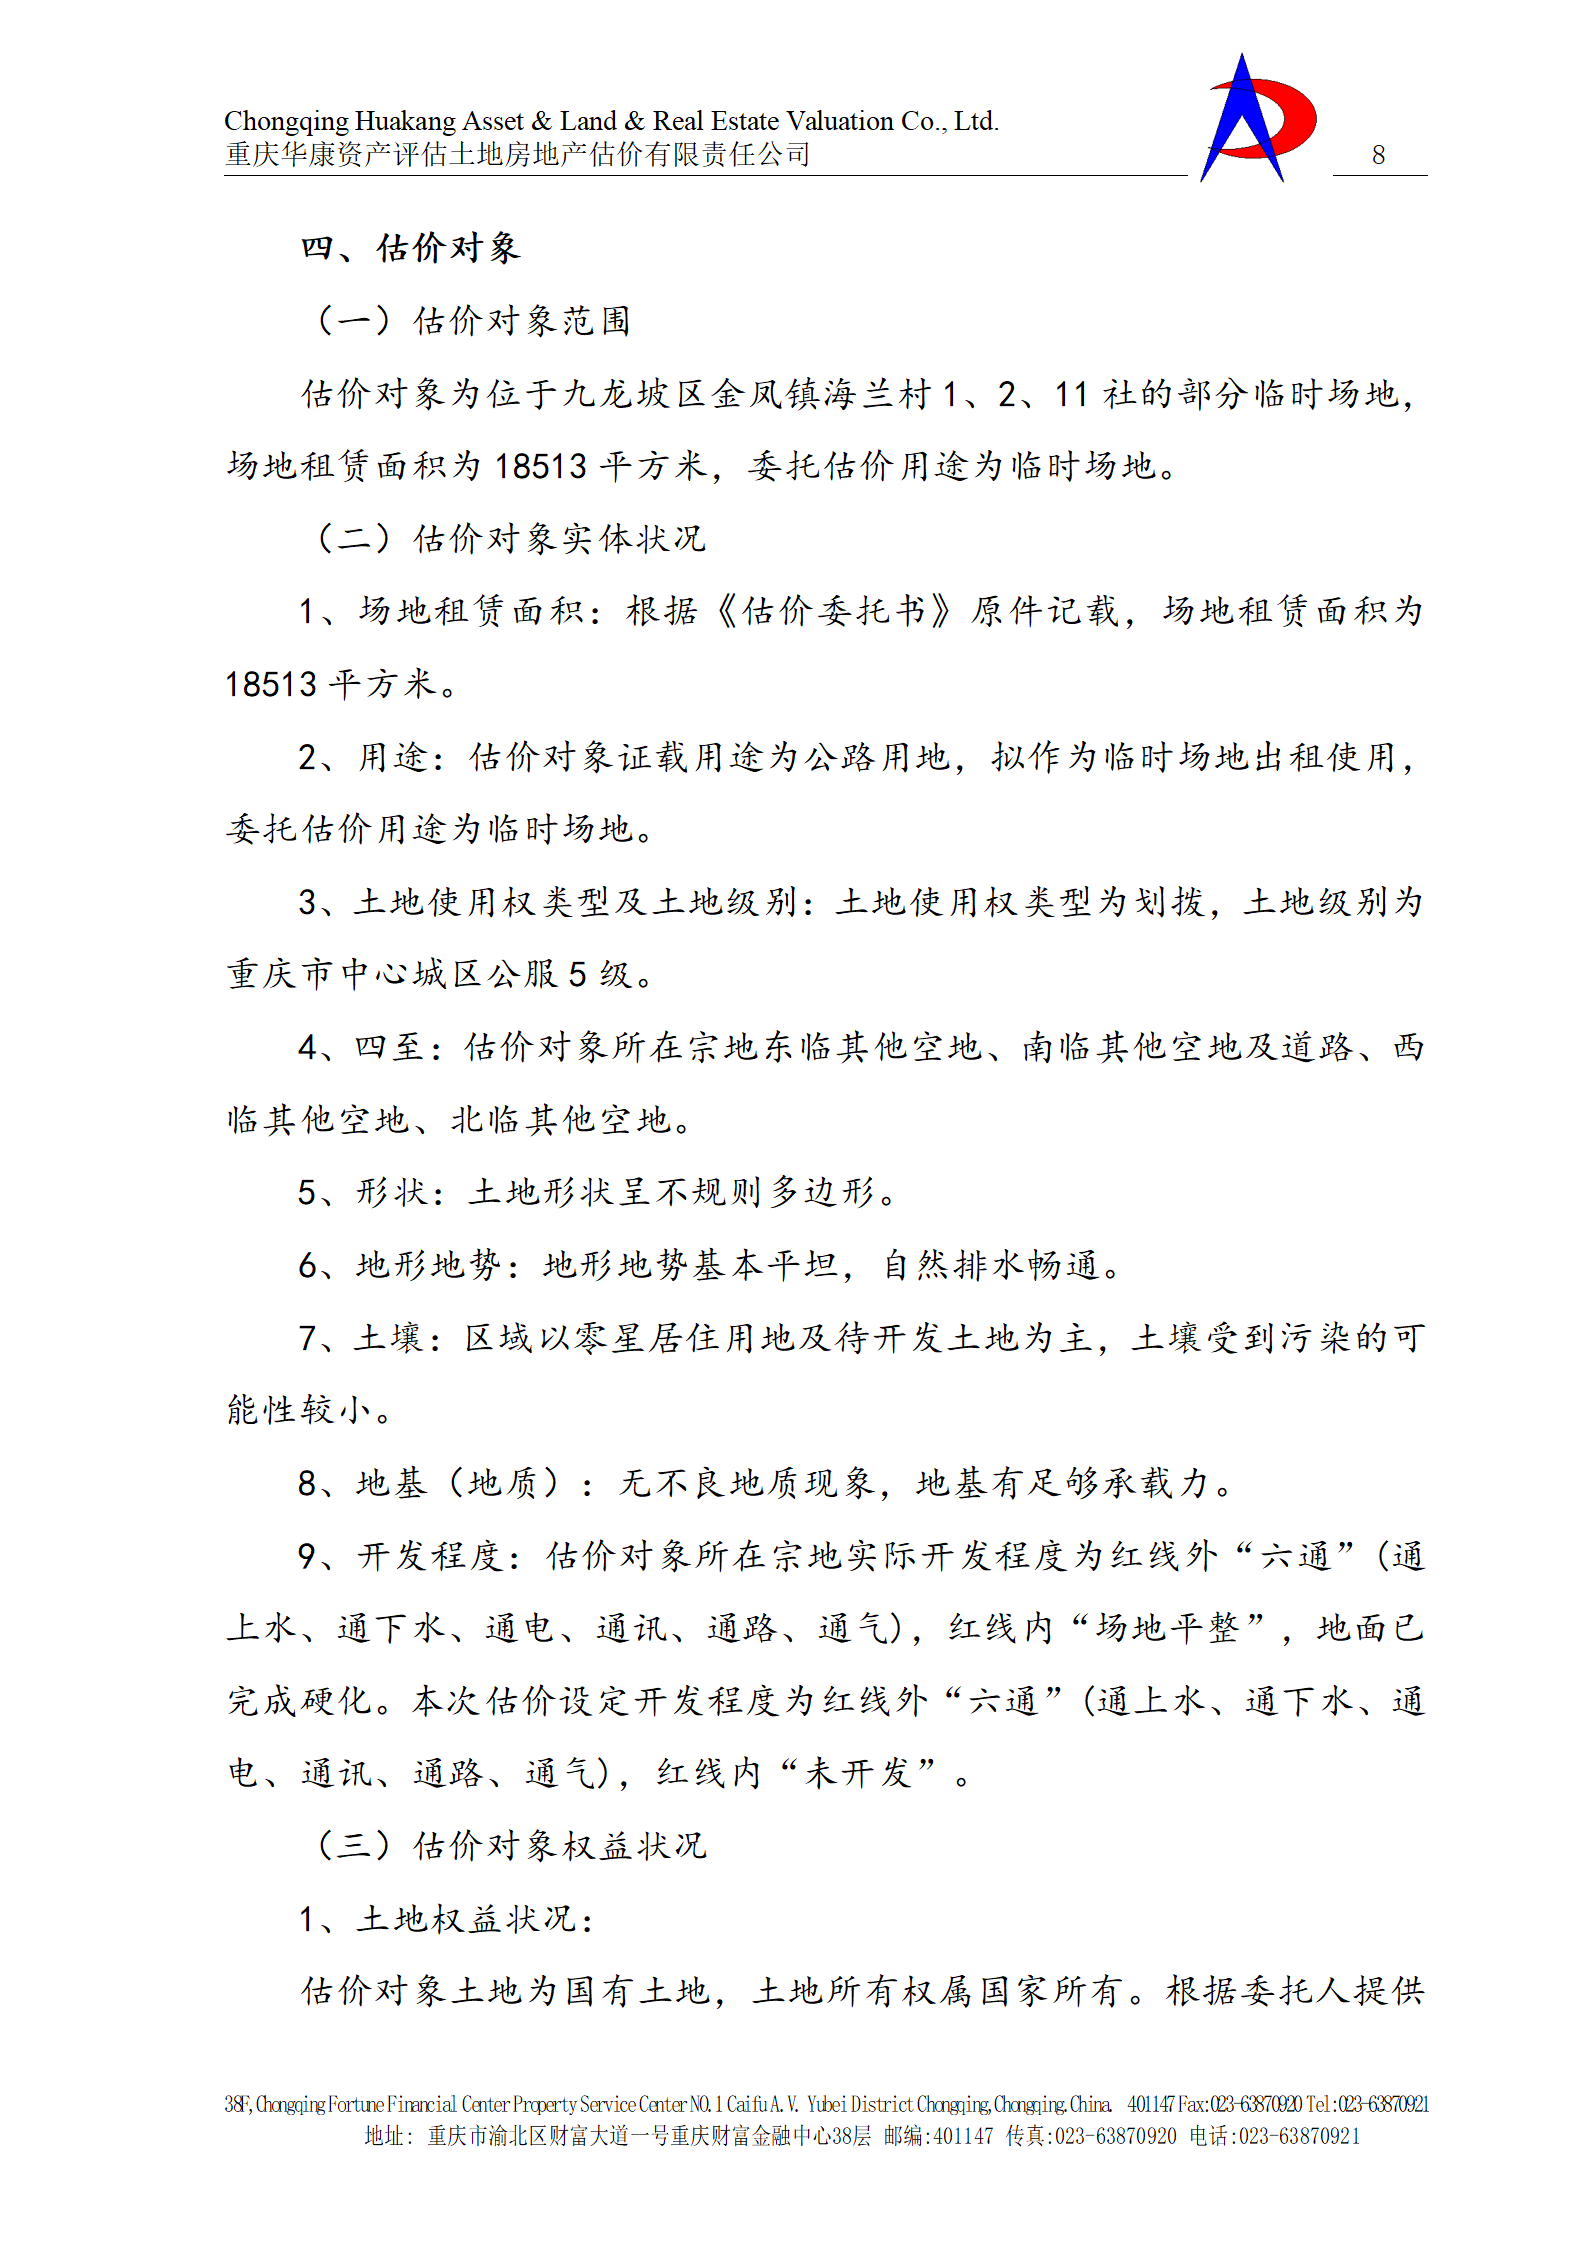 Chongqing Huakang Asset & Land & Real Estate Valuation Co., Ltd.
重庆华康资产评估土地房地产估价有限责任公司
8
四、估价对象
（一）估价对象范围
估价对象为位于九龙坡区金凤镇海兰村 1、2、11 社的部分临时场地，
场地租赁面积为 18513 平方米，委托估价用途为临时场地。
（二）估价对象实体状况
1、场地租赁面积：根据《估价委托书》原件记载，场地租赁面积为
18513 平方米。
2、用途：估价对象证载用途为公路用地，拟作为临时场地出租使用，
委托估价用途为临时场地。
3、土地使用权类型及土地级别：土地使用权类型为划拨，土地级别为
重庆市中心城区公服 5 级。
4、四至：估价对象所在宗地东临其他空地、南临其他空地及道路、西
临其他空地、北临其他空地。
5、形状：土地形状呈不规则多边形。
6、地形地势：地形地势基本平坦，自然排水畅通。
7、土壤：区域以零星居住用地及待开发土地为主，土壤受到污染的可
能性较小。
8、地基（地质）：无不良地质现象，地基有足够承载力。
9、开发程度：估价对象所在宗地实际开发程度为红线外“六通”(通
上水、通下水、通电、通讯、通路、通气)，红线内“场地平整”，地面已
完成硬化。本次估价设定开发程度为红线外“六通”(通上水、通下水、通
电、通讯、通路、通气)，红线内“未开发”。
（三）估价对象权益状况
1、土地权益状况：
估价对象土地为国有土地，土地所有权属国家所有。根据委托人提供
38F, Chongqing Fortune Financial Center Property Service Center NO.1 Caifu A.V. Yubei District Chongqing, Chongqing.China. 401147 Fax:023-63870920 Tel:023-63870921
地址: 重庆市渝北区财富大道一号重庆财富金融中心38层 邮编:401147 传真:023-63870920 电话:023-63870921